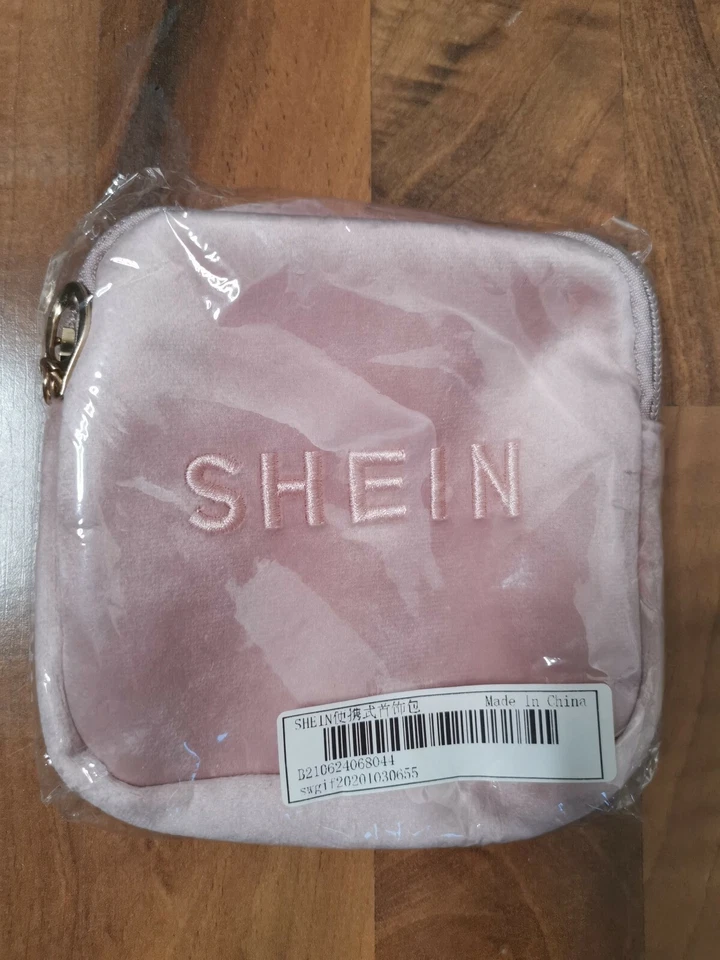 SHEIN
SHEIN便携式首饰包 Made In China
B210624068044
swgif20201030655